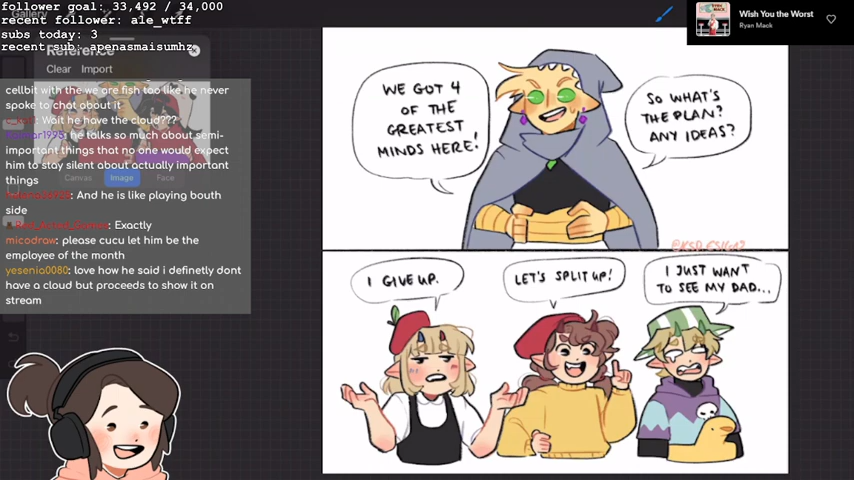 follower goal: 33,492 / 34,000
recent follower: ale_wtff
subs today: 3
recent sub: apenasmaisumhz
Gallery
Reference
Clear Import
cellbit with the we are fish too like he never
spoke to chat about it
Wait he have the cloud???
he talks so much about semi-
important things that no one would expect
him to stay silent about actually important
things
And he is like playing bouth
side
Exactly
micodraw: please cucu let him be the
employee of the month
yesenia0080: love how he said i definetly dont
have a cloud but proceeds to show it on
stream
Canvas Image Face
Wish You the Worst
Ryan Mack
WE GOT 4
OF THE
GREATEST
MINDS HERE!
SO WHAT'S
THE PLAN?
ANY IDEAS?
I GIVE UP.
LET'S SPLIT UP!
I JUST WANT
TO SEE MY DAD...